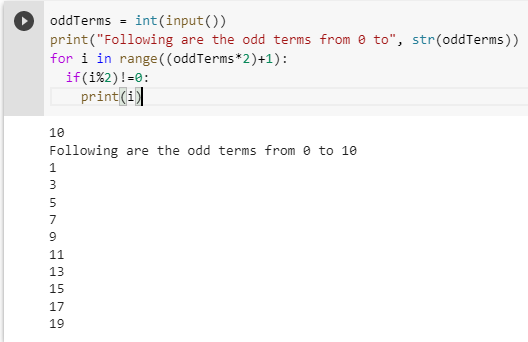 oddTerms = int(input())
print("Following are the odd terms from 0 to", str(oddTerms))
for i in range((oddTerms*2)+1):
  if(i%2)!=0:
    print(i)
10
Following are the odd terms from 0 to 10
1
3
5
7
9
11
13
15
17
19